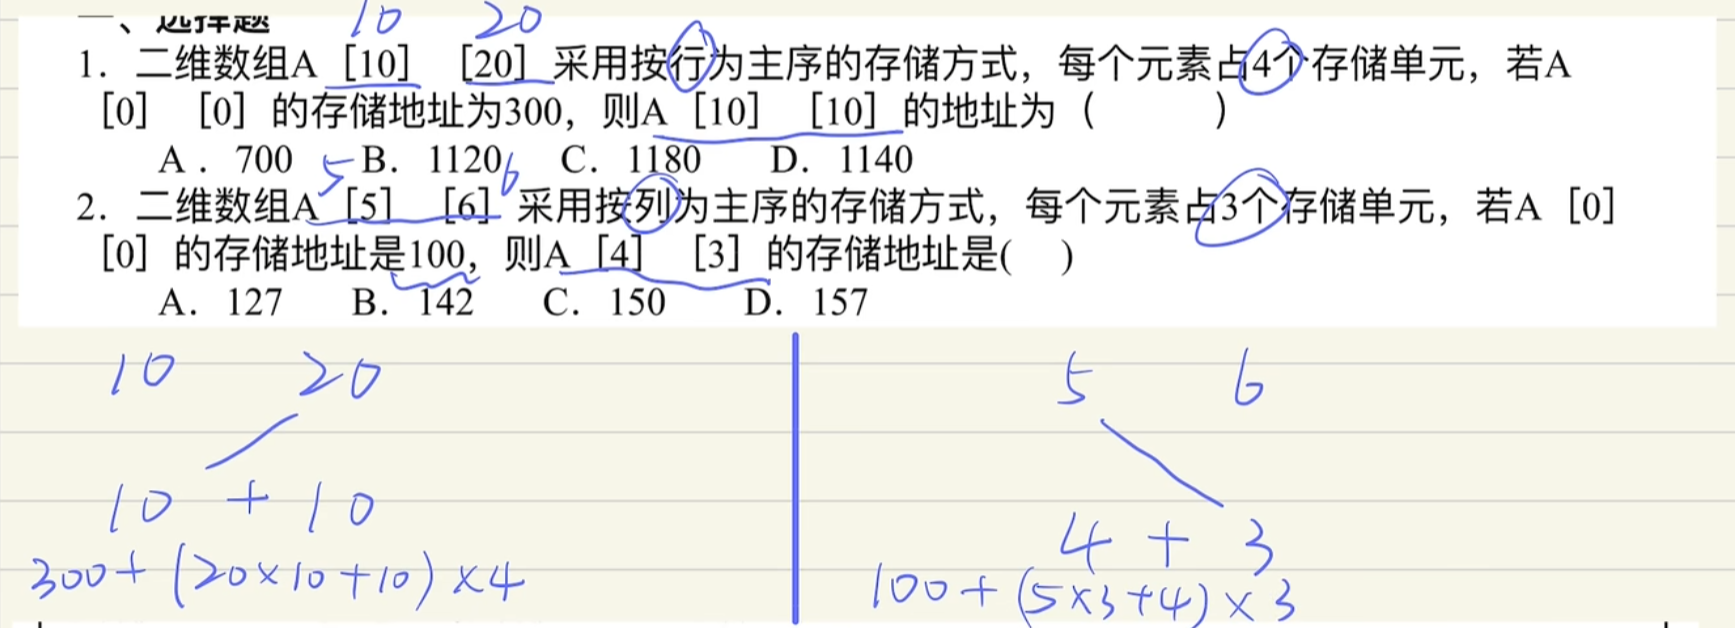 一、选择题
10 20
1. 二维数组A [10] [20] 采用按行为主序的存储方式，每个元素占4个存储单元，若A
[0] [0] 的存储地址为300，则A [10] [10] 的地址为（ ）
A. 700 B. 1120 C. 1180 D. 1140
5 6
2. 二维数组A [5] [6] 采用按列为主序的存储方式，每个元素占3个存储单元，若A [0]
[0] 的存储地址是100，则A [4] [3] 的存储地址是( )
A. 127 B. 142 C. 150 D. 157
10 20
10 + 10
300+(20×10+10)×4
5 6
4 + 3
100+(5×3+4)×3